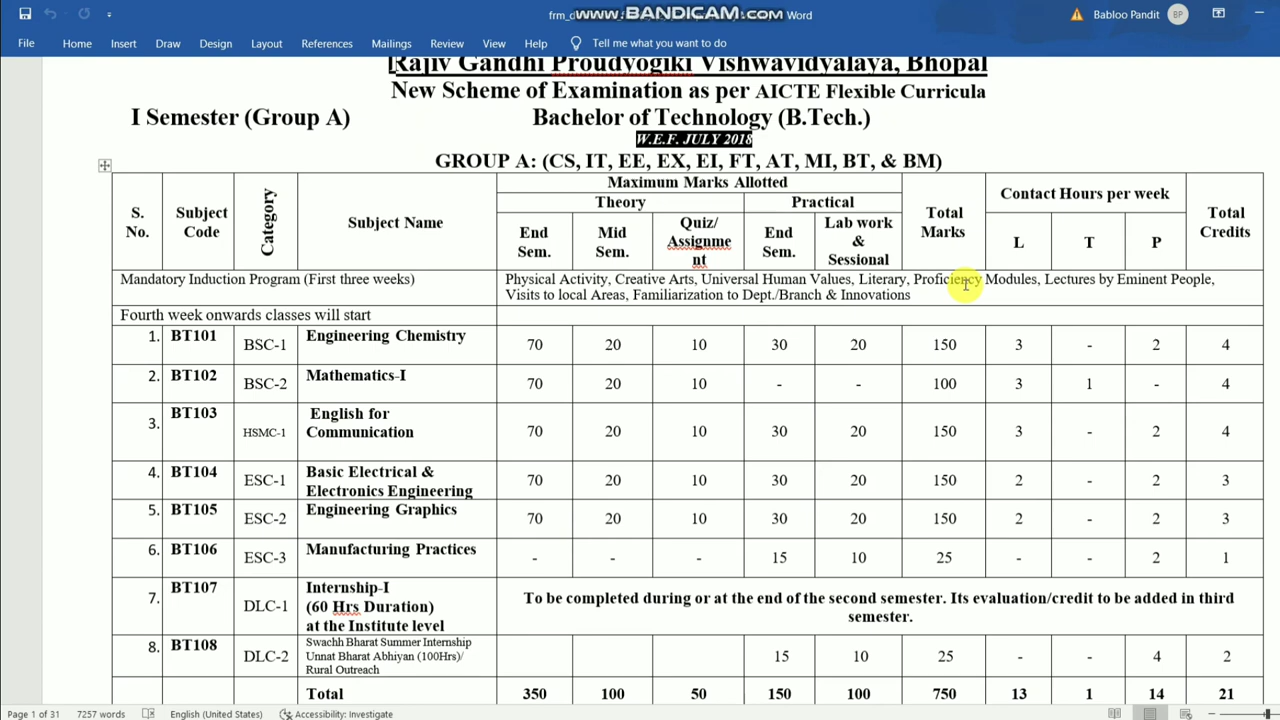 frm_d
www.BANDICAM.com
Word
Babloo Pandit
BP
File Home Insert Draw Design Layout References Mailings Review View Help Tell me what you want to do
Rajiv Gandhi Proudyogiki Vishwavidyalaya, Bhopal
New Scheme of Examination as per AICTE Flexible Curricula
I Semester (Group A) Bachelor of Technology (B.Tech.)
W.E.F. JULY 2018
GROUP A: (CS, IT, EE, EX, EI, FT, AT, MI, BT, & BM)
S. No. Subject Code Category Subject Name Maximum Marks Allotted Total Marks Contact Hours per week Total Credits
Theory Practical
End Sem. Mid Sem. Quiz/ Assignme nt End Sem. Lab work & Sessional L T P
Mandatory Induction Program (First three weeks) Physical Activity, Creative Arts, Universal Human Values, Literary, Proficiency Modules, Lectures by Eminent People,
Visits to local Areas, Familiarization to Dept./Branch & Innovations
Fourth week onwards classes will start
1. BT101 BSC-1 Engineering Chemistry 70 20 10 30 20 150 3 - 2 4
2. BT102 BSC-2 Mathematics-I 70 20 10 - - 100 3 1 - 4
3. BT103 HSMC-1 English for
Communication 70 20 10 30 20 150 3 - 2 4
4. BT104 ESC-1 Basic Electrical &
Electronics Engineering 70 20 10 30 20 150 2 - 2 3
5. BT105 ESC-2 Engineering Graphics 70 20 10 30 20 150 2 - 2 3
6. BT106 ESC-3 Manufacturing Practices - - - 15 10 25 - - 2 1
7. BT107 DLC-1 Internship-I
(60 Hrs Duration)
at the Institute level
To be completed during or at the end of the second semester. Its evaluation/credit to be added in third
semester.
8. BT108 DLC-2 Swachh Bharat Summer Internship
Unnat Bharat Abhiyan (100Hrs)/
Rural Outreach 15 10 25 - - 4 2
Total 350 100 50 150 100 750 13 1 14 21
Page 1 of 31 7257 words English (United States) Accessibility: Investigate